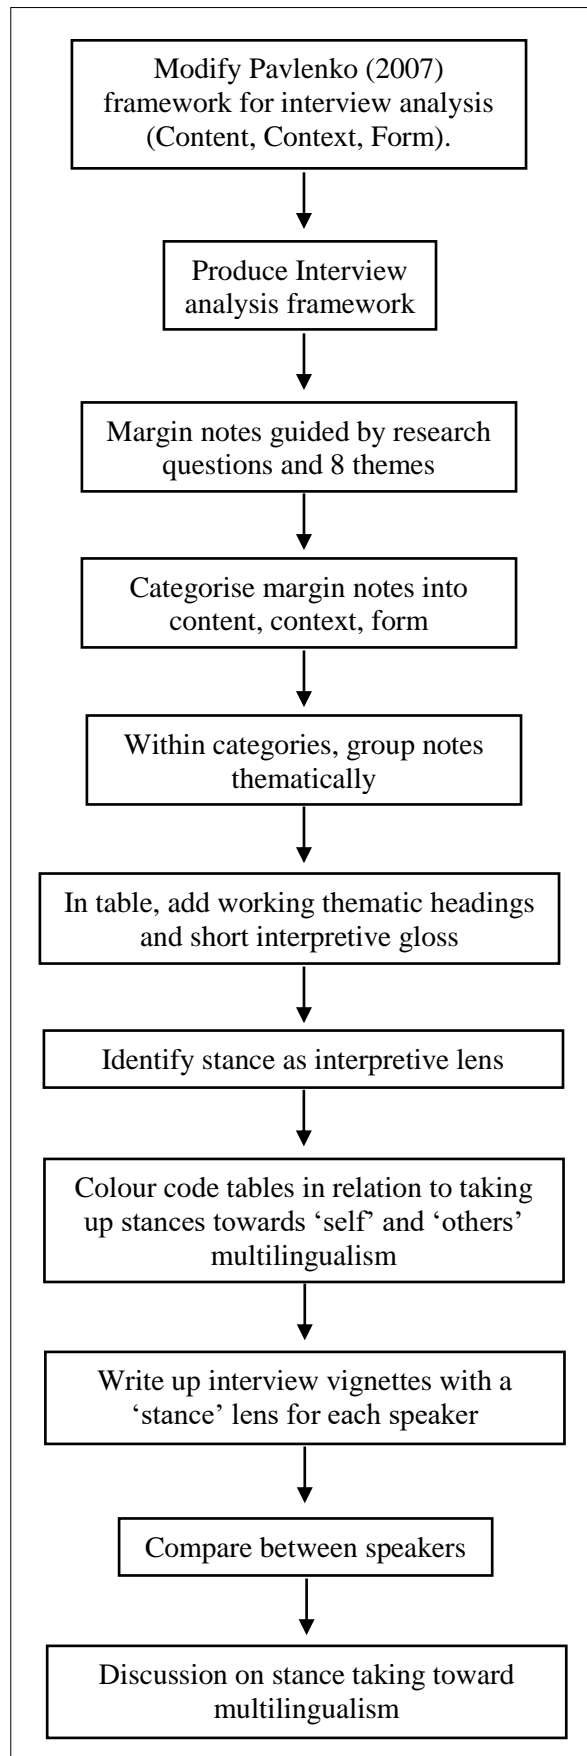 Modify Pavlenko (2007)
framework for interview analysis
(Content, Context, Form).
Produce Interview
analysis framework
Margin notes guided by research
questions and 8 themes
Categorise margin notes into
content, context, form
Within categories, group notes
thematically
In table, add working thematic headings
and short interpretive gloss
Identify stance as interpretive lens
Colour code tables in relation to taking
up stances towards ‘self’ and ‘others’
multilingualism
Write up interview vignettes with a
‘stance’ lens for each speaker
Compare between speakers
Discussion on stance taking toward
multilingualism